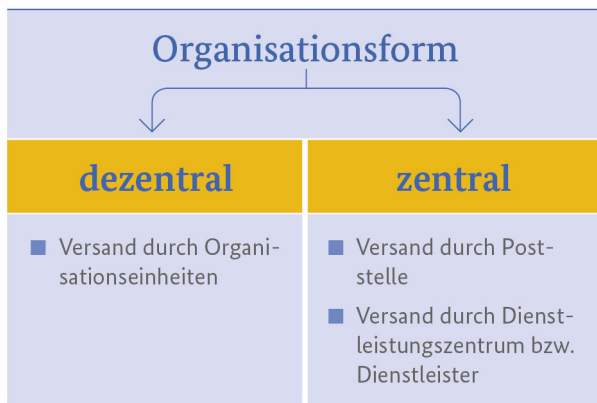 Organisationsform
dezentral
zentral
Versand durch Organi-
sationseinheiten
Versand durch Post-
stelle
Versand durch Dienst-
leistungszentrum bzw.
Dienstleister